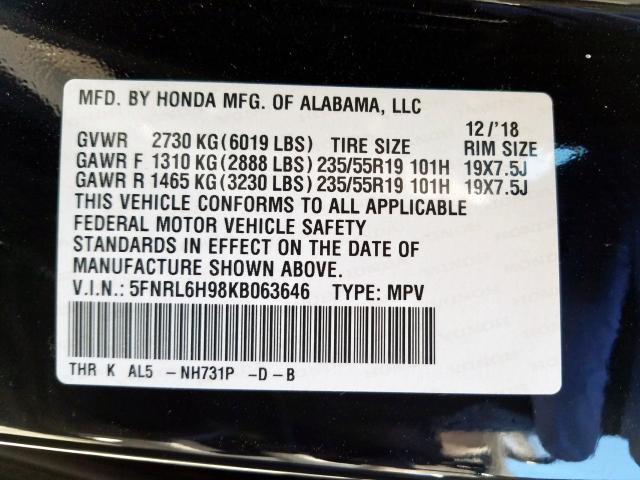 MFD. BY HONDA MFG. OF ALABAMA, LLC
12/'18
GVWR 2730 KG(6019 LBS) TIRE SIZE RIM SIZE
GAWR F 1310 KG(2888 LBS) 235/55R19 101H 19X7.5J
GAWR R 1465 KG(3230 LBS) 235/55R19 101H 19X7.5J
THIS VEHICLE CONFORMS TO ALL APPLICABLE
FEDERAL MOTOR VEHICLE SAFETY
STANDARDS IN EFFECT ON THE DATE OF
MANUFACTURE SHOWN ABOVE.
V.I.N.: 5FNRL6H98KB063646 TYPE: MPV
THR K AL5 -NH731P -D-B